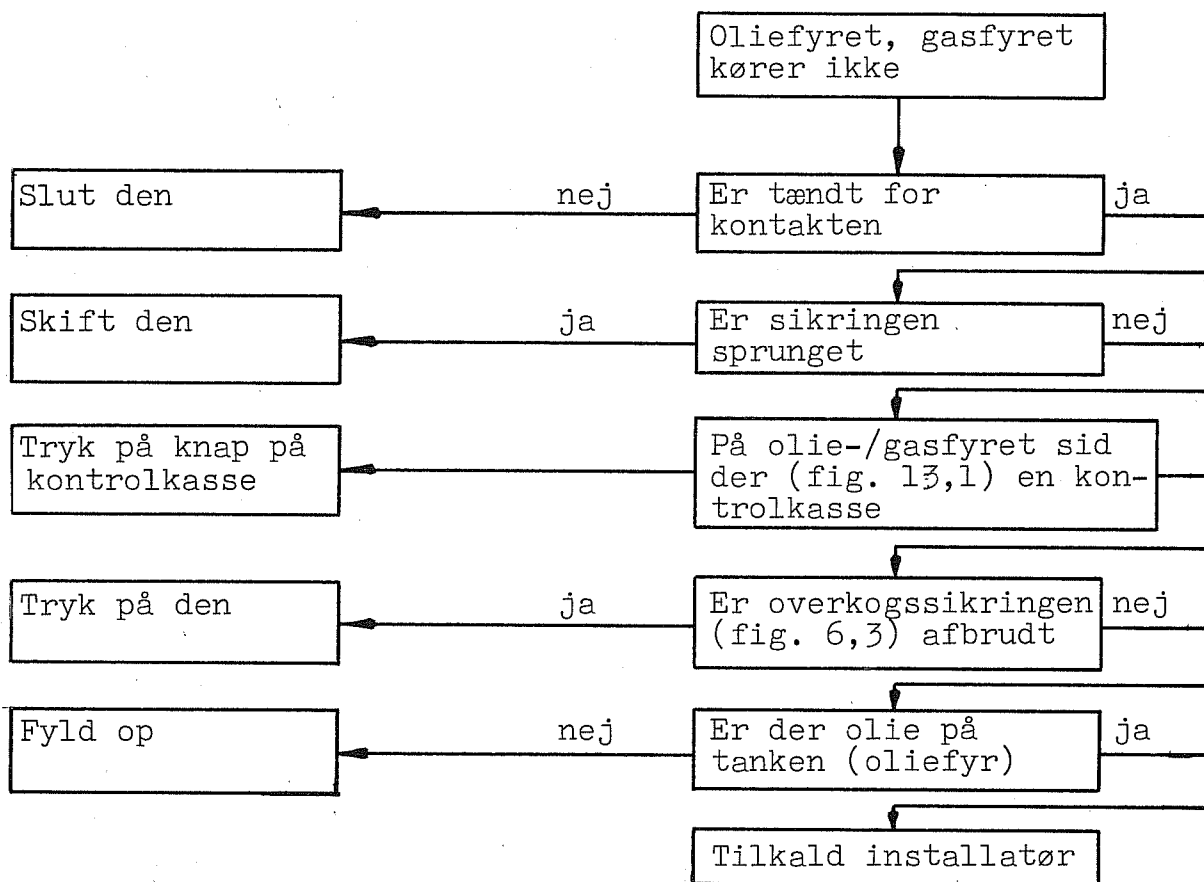 Oliefyret, gasfyret
kører ikke
Slut den
nej
Er tændt for
kontakten
ja
Skift den
ja
Er sikringen
sprunget
nej
Tryk på knap på
kontrolkasse
På olie-/gasfyret sid
der (fig. 13,1) en kon-
trolkasse
Tryk på den
ja
Er overkogssikringen
(fig. 6,3) afbrudt
nej
Fyld op
nej
Er der olie på
tanken (oliefyr)
ja
Tilkald installatør